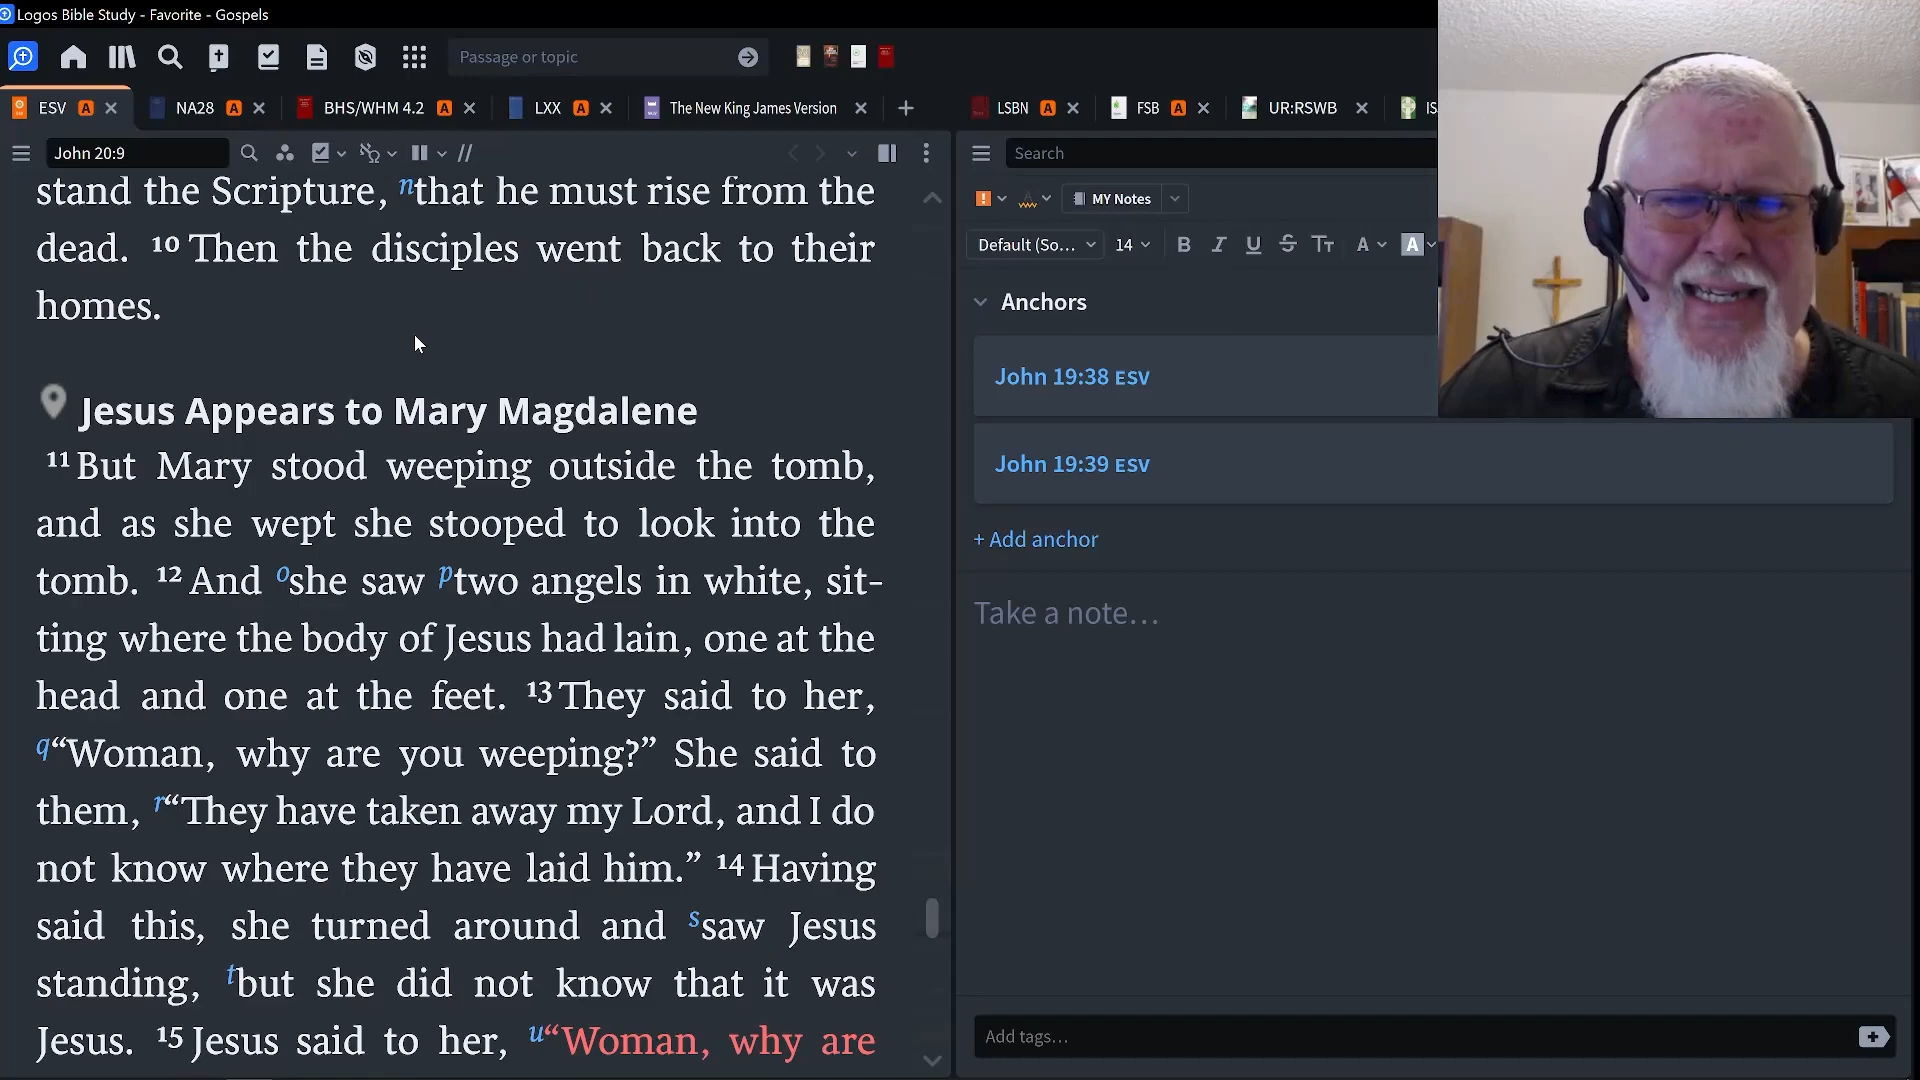 Logos Bible Study - Favorite - Gospels
Passage or topic
ESV A NA28 A BHS/WHM 4.2 A LXX A The New King James Version
LSBN A FSB A UR:RSWB IS
John 20:9
Search
MY Notes
Default (So... 14 B I U S TT A A
stand the Scripture, n that he must rise from the
dead. 10 Then the disciples went back to their
homes.
Jesus Appears to Mary Magdalene
11 But Mary stood weeping outside the tomb,
and as she wept she stooped to look into the
tomb. 12 And o she saw p two angels in white, sit-
ting where the body of Jesus had lain, one at the
head and one at the feet. 13 They said to her,
q “Woman, why are you weeping?” She said to
them, r “They have taken away my Lord, and I do
not know where they have laid him.” 14 Having
said this, she turned around and s saw Jesus
standing, t but she did not know that it was
Jesus. 15 Jesus said to her, u “Woman, why are
Anchors
John 19:38 ESV
John 19:39 ESV
+ Add anchor
Take a note...
Add tags...